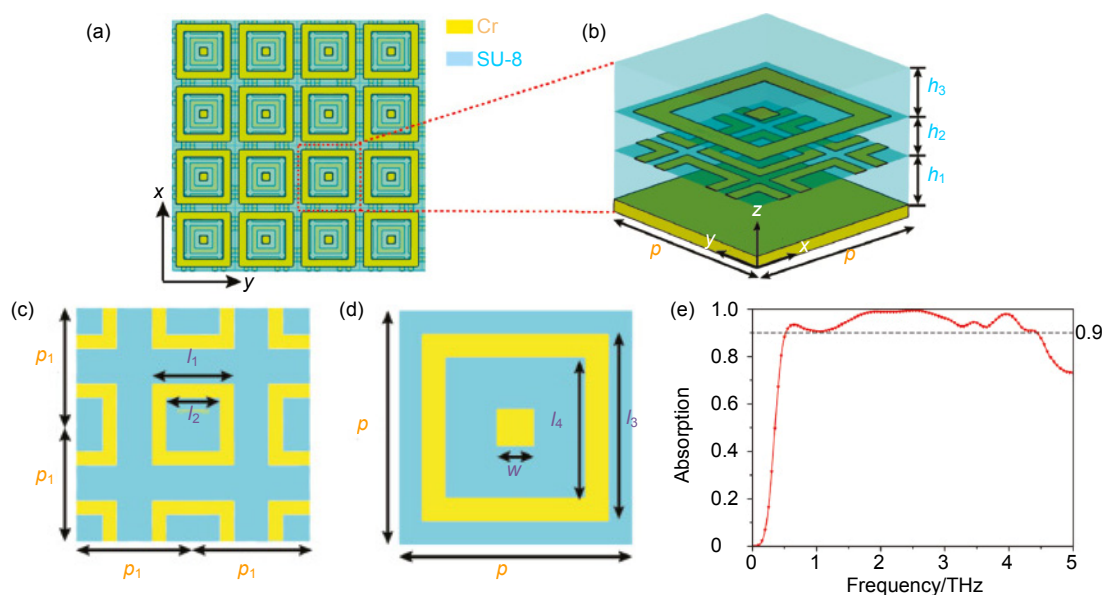 (a)
Cr
SU-8
x
y
(b)
h3
h2
h1
z
y
x
p
p
(c)
p1
p1
l1
l2
p1
p1
(d)
p
l4
l3
w
p
(e)
Absorption
1.0
0.8
0.6
0.4
0.2
0
0.9
0 1 2 3 4 5
Frequency/THz